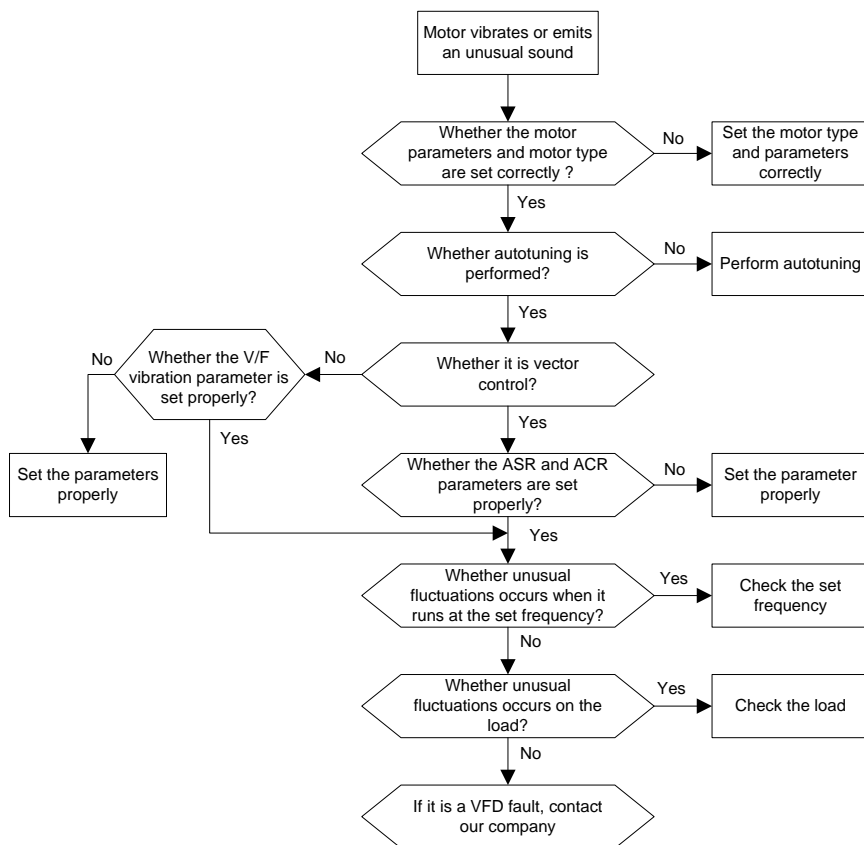 Motor vibrates or emits
an unusual sound
Whether the motor
parameters and motor type
are set correctly ?
No
Set the motor type
and parameters
correctly
Yes
Whether autotuning is
performed?
No
Perform autotuning
Yes
No
Whether the V/F
vibration parameter is
set properly?
No
Whether it is vector
control?
Yes
Yes
Set the parameters
properly
Whether the ASR and ACR
parameters are set
properly?
No
Set the parameter
properly
Yes
Whether unusual
fluctuations occurs when it
runs at the set frequency?
Yes
Check the set
frequency
No
Whether unusual
fluctuations occurs on the
load?
Yes
Check the load
No
If it is a VFD fault, contact
our company